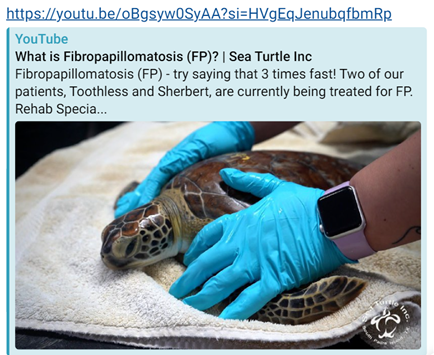 https://youtu.be/oBgsyw0SyAA?si=HVgEqJenubqfbmRp
YouTube
What is Fibropapillomatosis (FP)? | Sea Turtle Inc
Fibropapillomatosis (FP) - try saying that 3 times fast! Two of our
patients, Toothless and Sherbert, are currently being treated for FP.
Rehab Specia...
Turtle Inc.